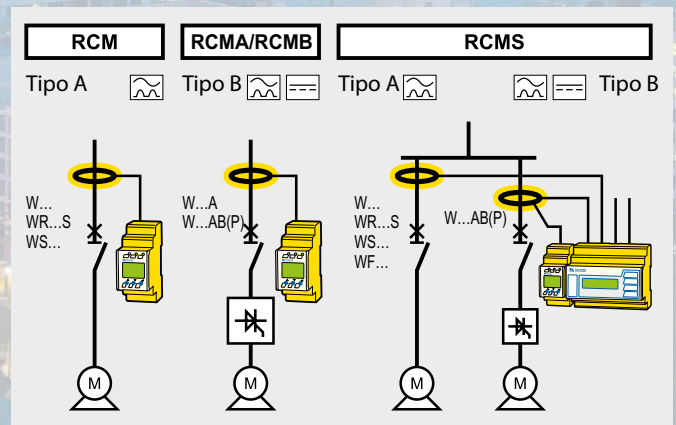 RCM
RCMA/RCMB
RCMS
Tipo A
Tipo B
Tipo A
Tipo B
W...
WR...S
WS...
W...A
W...AB(P)
W...
WR...S
WS...
WF...
W...AB(P)
M
M
M
M